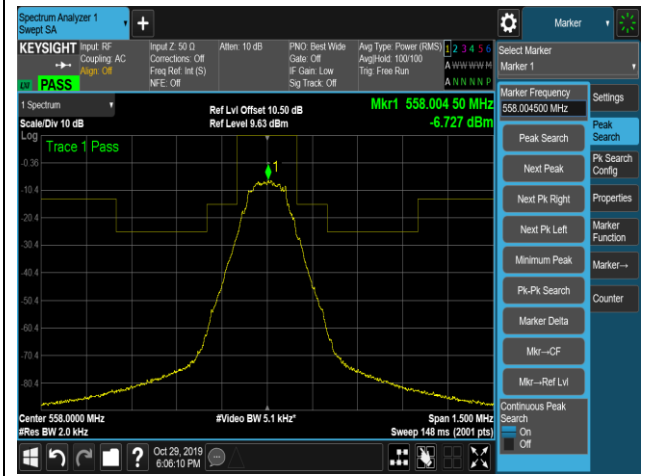 Spectrum Analyzer 1
Swept SA
+
Marker
KEYSIGHT
Input: RF
Coupling: AC
Align: Off
Input Z: 50 Ω
Corrections: Off
Freq Ref: Int (S)
NFE: Off
Atten: 10 dB
PNO: Best Wide
Gate: Off
IF Gain: Low
Sig Track: Off
Avg Type: Power (RMS)
Avg|Hold: 100/100
Trig: Free Run
1 2 3 4 5 6
A W W W W M
A N N N N P
LXI PASS
Select Marker
Marker 1
1 Spectrum
Scale/Div 10 dB
Log
Ref Lvl Offset 10.50 dB
Ref Level 9.63 dBm
Mkr1 558.004 50 MHz
-6.727 dBm
Trace 1 Pass
1
-0.36
-10.4
-20.4
-30.4
-40.4
-50.4
-60.4
-70.4
-80.4
Center 558.0000 MHz
#Res BW 2.0 kHz
#Video BW 5.1 kHz*
Span 1.500 MHz
Sweep 148 ms (2001 pts)
Marker Frequency
558.004500 MHz
Peak Search
Next Peak
Next Pk Right
Next Pk Left
Minimum Peak
Pk-Pk Search
Marker Delta
Mkr→CF
Mkr→Ref Lvl
Continuous Peak
Search
On
Off
Settings
Peak
Search
Pk Search
Config
Properties
Marker
Function
Marker→
Counter
?
Oct 29, 2019
6:06:10 PM